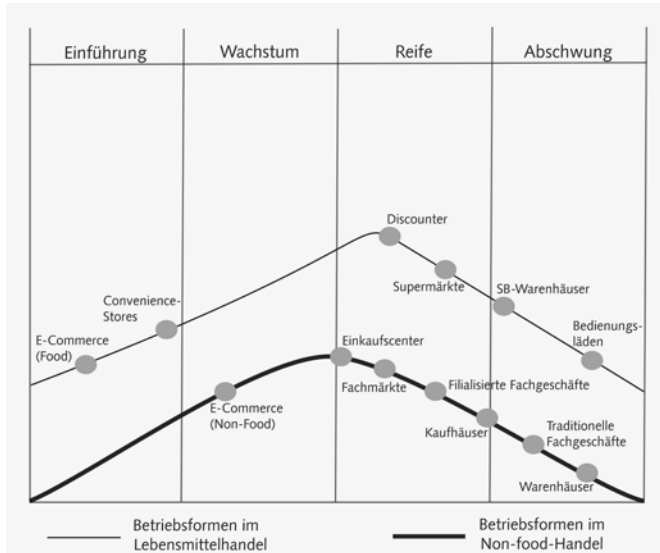 Einführung
Wachstum
Reife
Abschwung
Discounter
Supermärkte
SB-Warenhäuser
Convenience-
Stores
Bedienungs-
läden
E-Commerce
(Food)
Einkaufscenter
Fachmärkte
Filialisierte Fachgeschäfte
E-Commerce
(Non-Food)
Kaufhäuser
Traditionelle
Fachgeschäfte
Warenhäuser
Betriebsformen im
Lebensmittelhandel
Betriebsformen im
Non-food-Handel